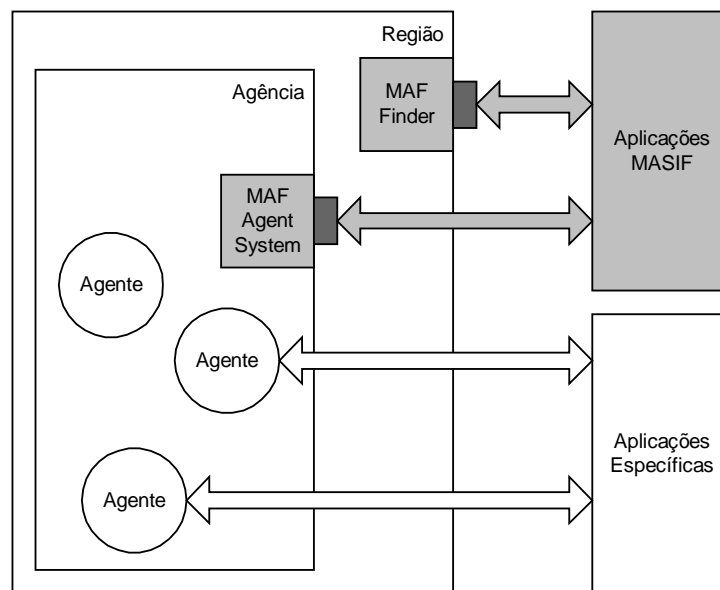 Região
MAF
Finder
Agência
Aplicações
MASIF
MAF
Agent
System
Agente
Agente
Aplicações
Específicas
Agente